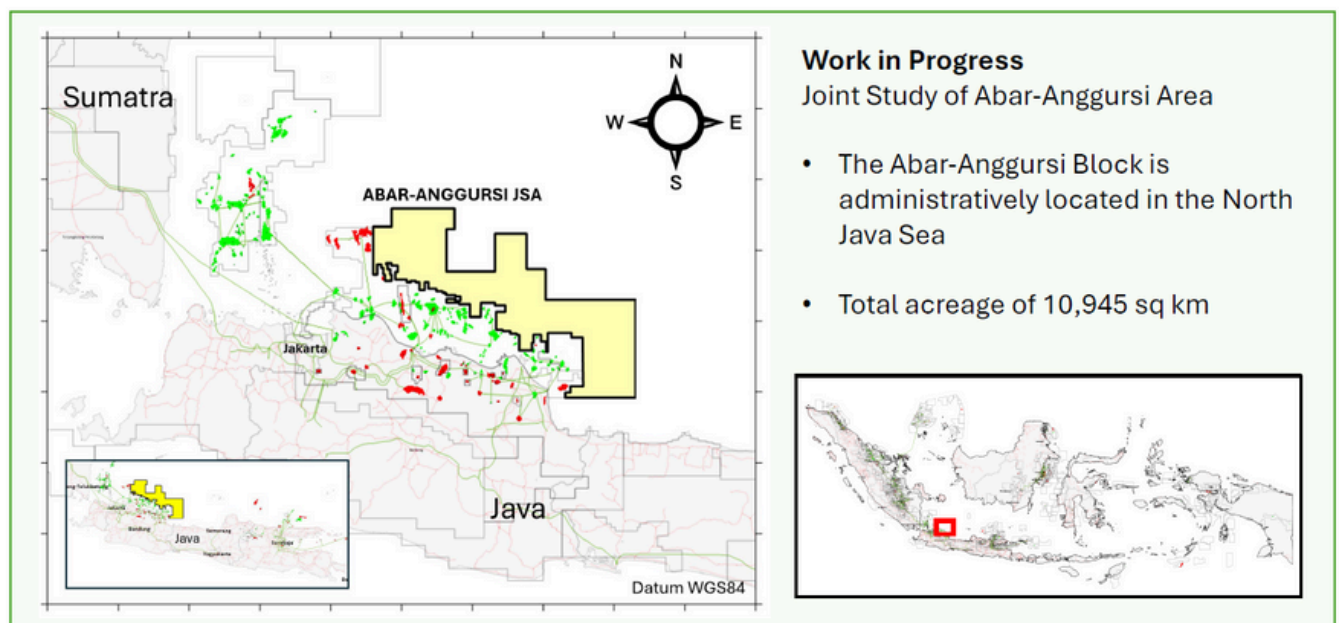 Sumatra
N
W E
S
ABAR-ANGGURSI JSA
Jakarta
Java
Java
Datum WGS84
Work in Progress
Joint Study of Abar-Anggursi Area
• The Abar-Anggursi Block is
administratively located in the North
Java Sea
• Total acreage of 10,945 sq km